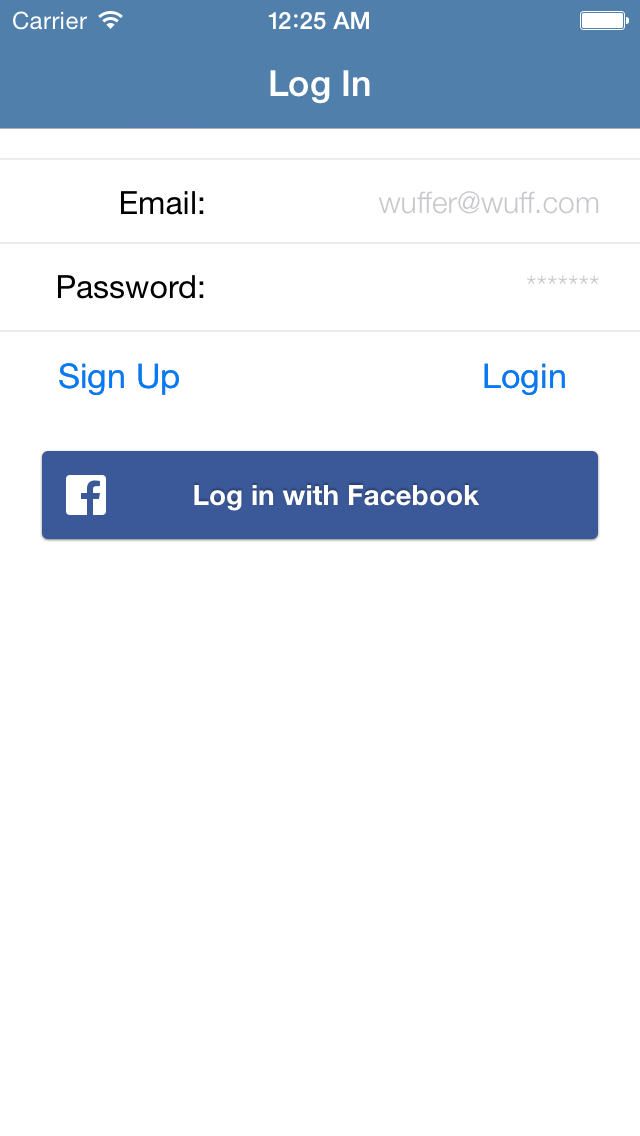 Carrier 12:25 AM
Log In
Email: wuffer@wuff.com
Password: *******
Sign Up Login
Log in with Facebook